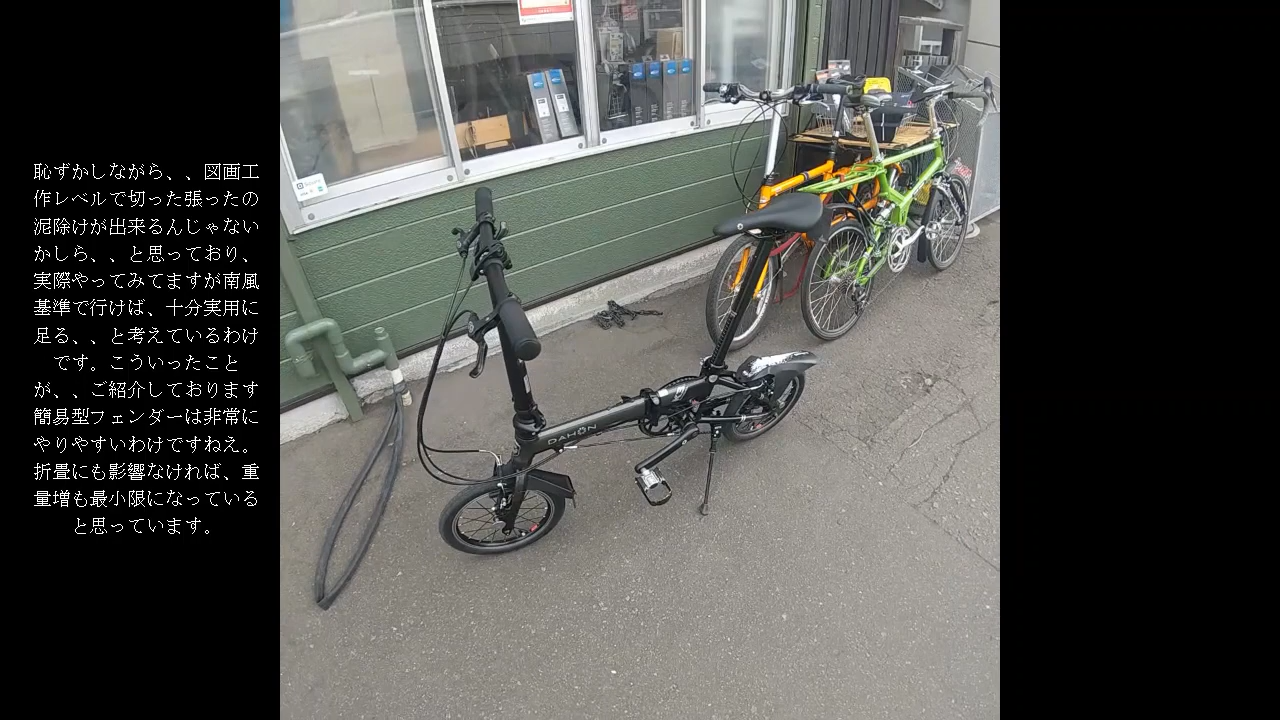 恥ずかしながら、、図画工
作レベルで切った張ったの
泥除けが出来るんじゃない
かしら、、と思っており、
実際やってみてますが南風
基準で行けば、十分実用に
足る、、と考えているわけ
です。こういったこと
が、、ご紹介しております
簡易型フェンダーは非常に
やりやすいわけですねえ。
折畳にも影響なければ、重
量増も最小限になっている
と思っています。
DAHON